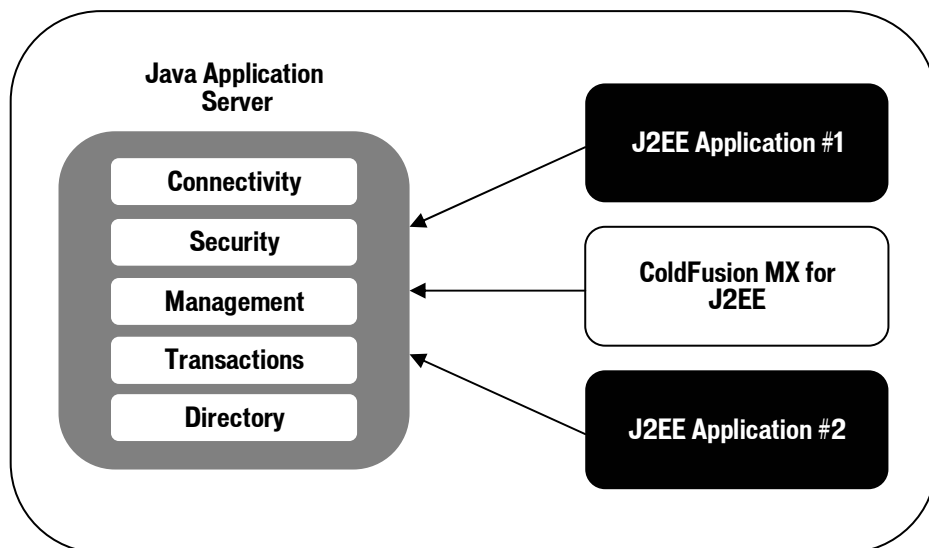 Java Application
Server
Connectivity
Security
Management
Transactions
Directory
J2EE Application #1
ColdFusion MX for
J2EE
J2EE Application #2